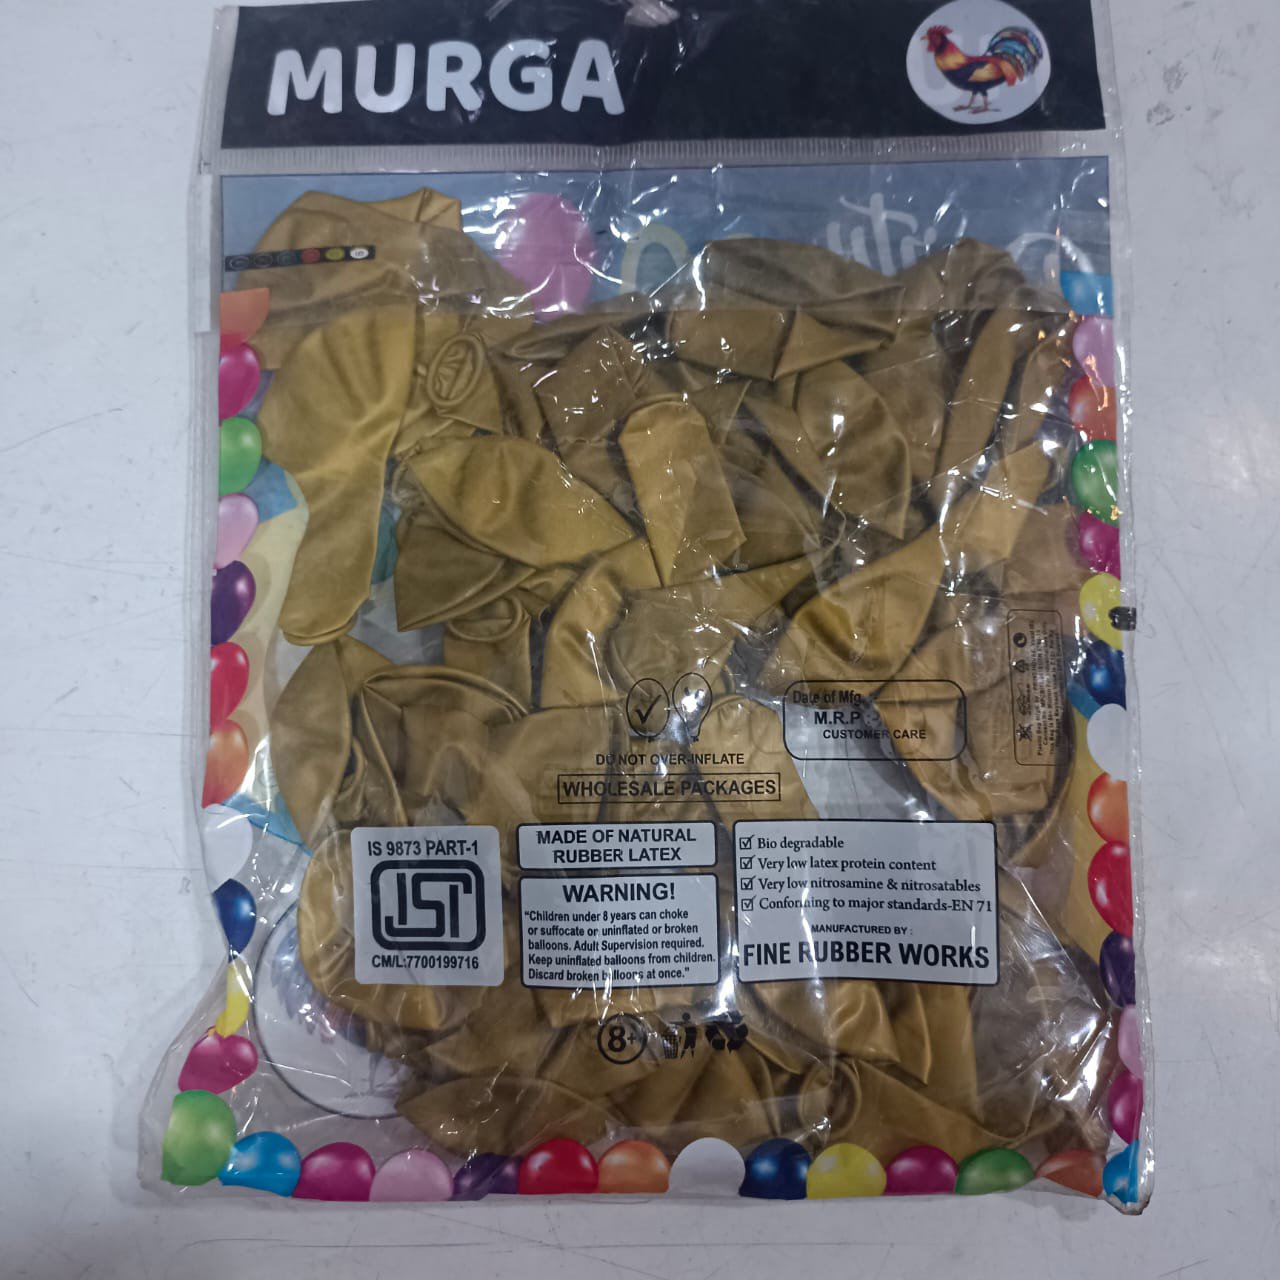 MURGA
Party
DO NOT OVER-INFLATE
WHOLESALE PACKAGES
Date of Mfg.
M.R.P
CUSTOMER CARE
IS 9873 PART-1
ISI
CM/L:7700199716
MADE OF NATURAL
RUBBER LATEX
WARNING!
"Children under 8 years can choke
or suffocate on uninflated or broken
balloons. Adult Supervision required.
Keep uninflated balloons from children.
Discard broken balloons at once."
Bio degradable
Very low latex protein content
Very low nitrosamine & nitrosatables
Conforming to major standards-EN 71
MANUFACTURED BY :
FINE RUBBER WORKS
8+